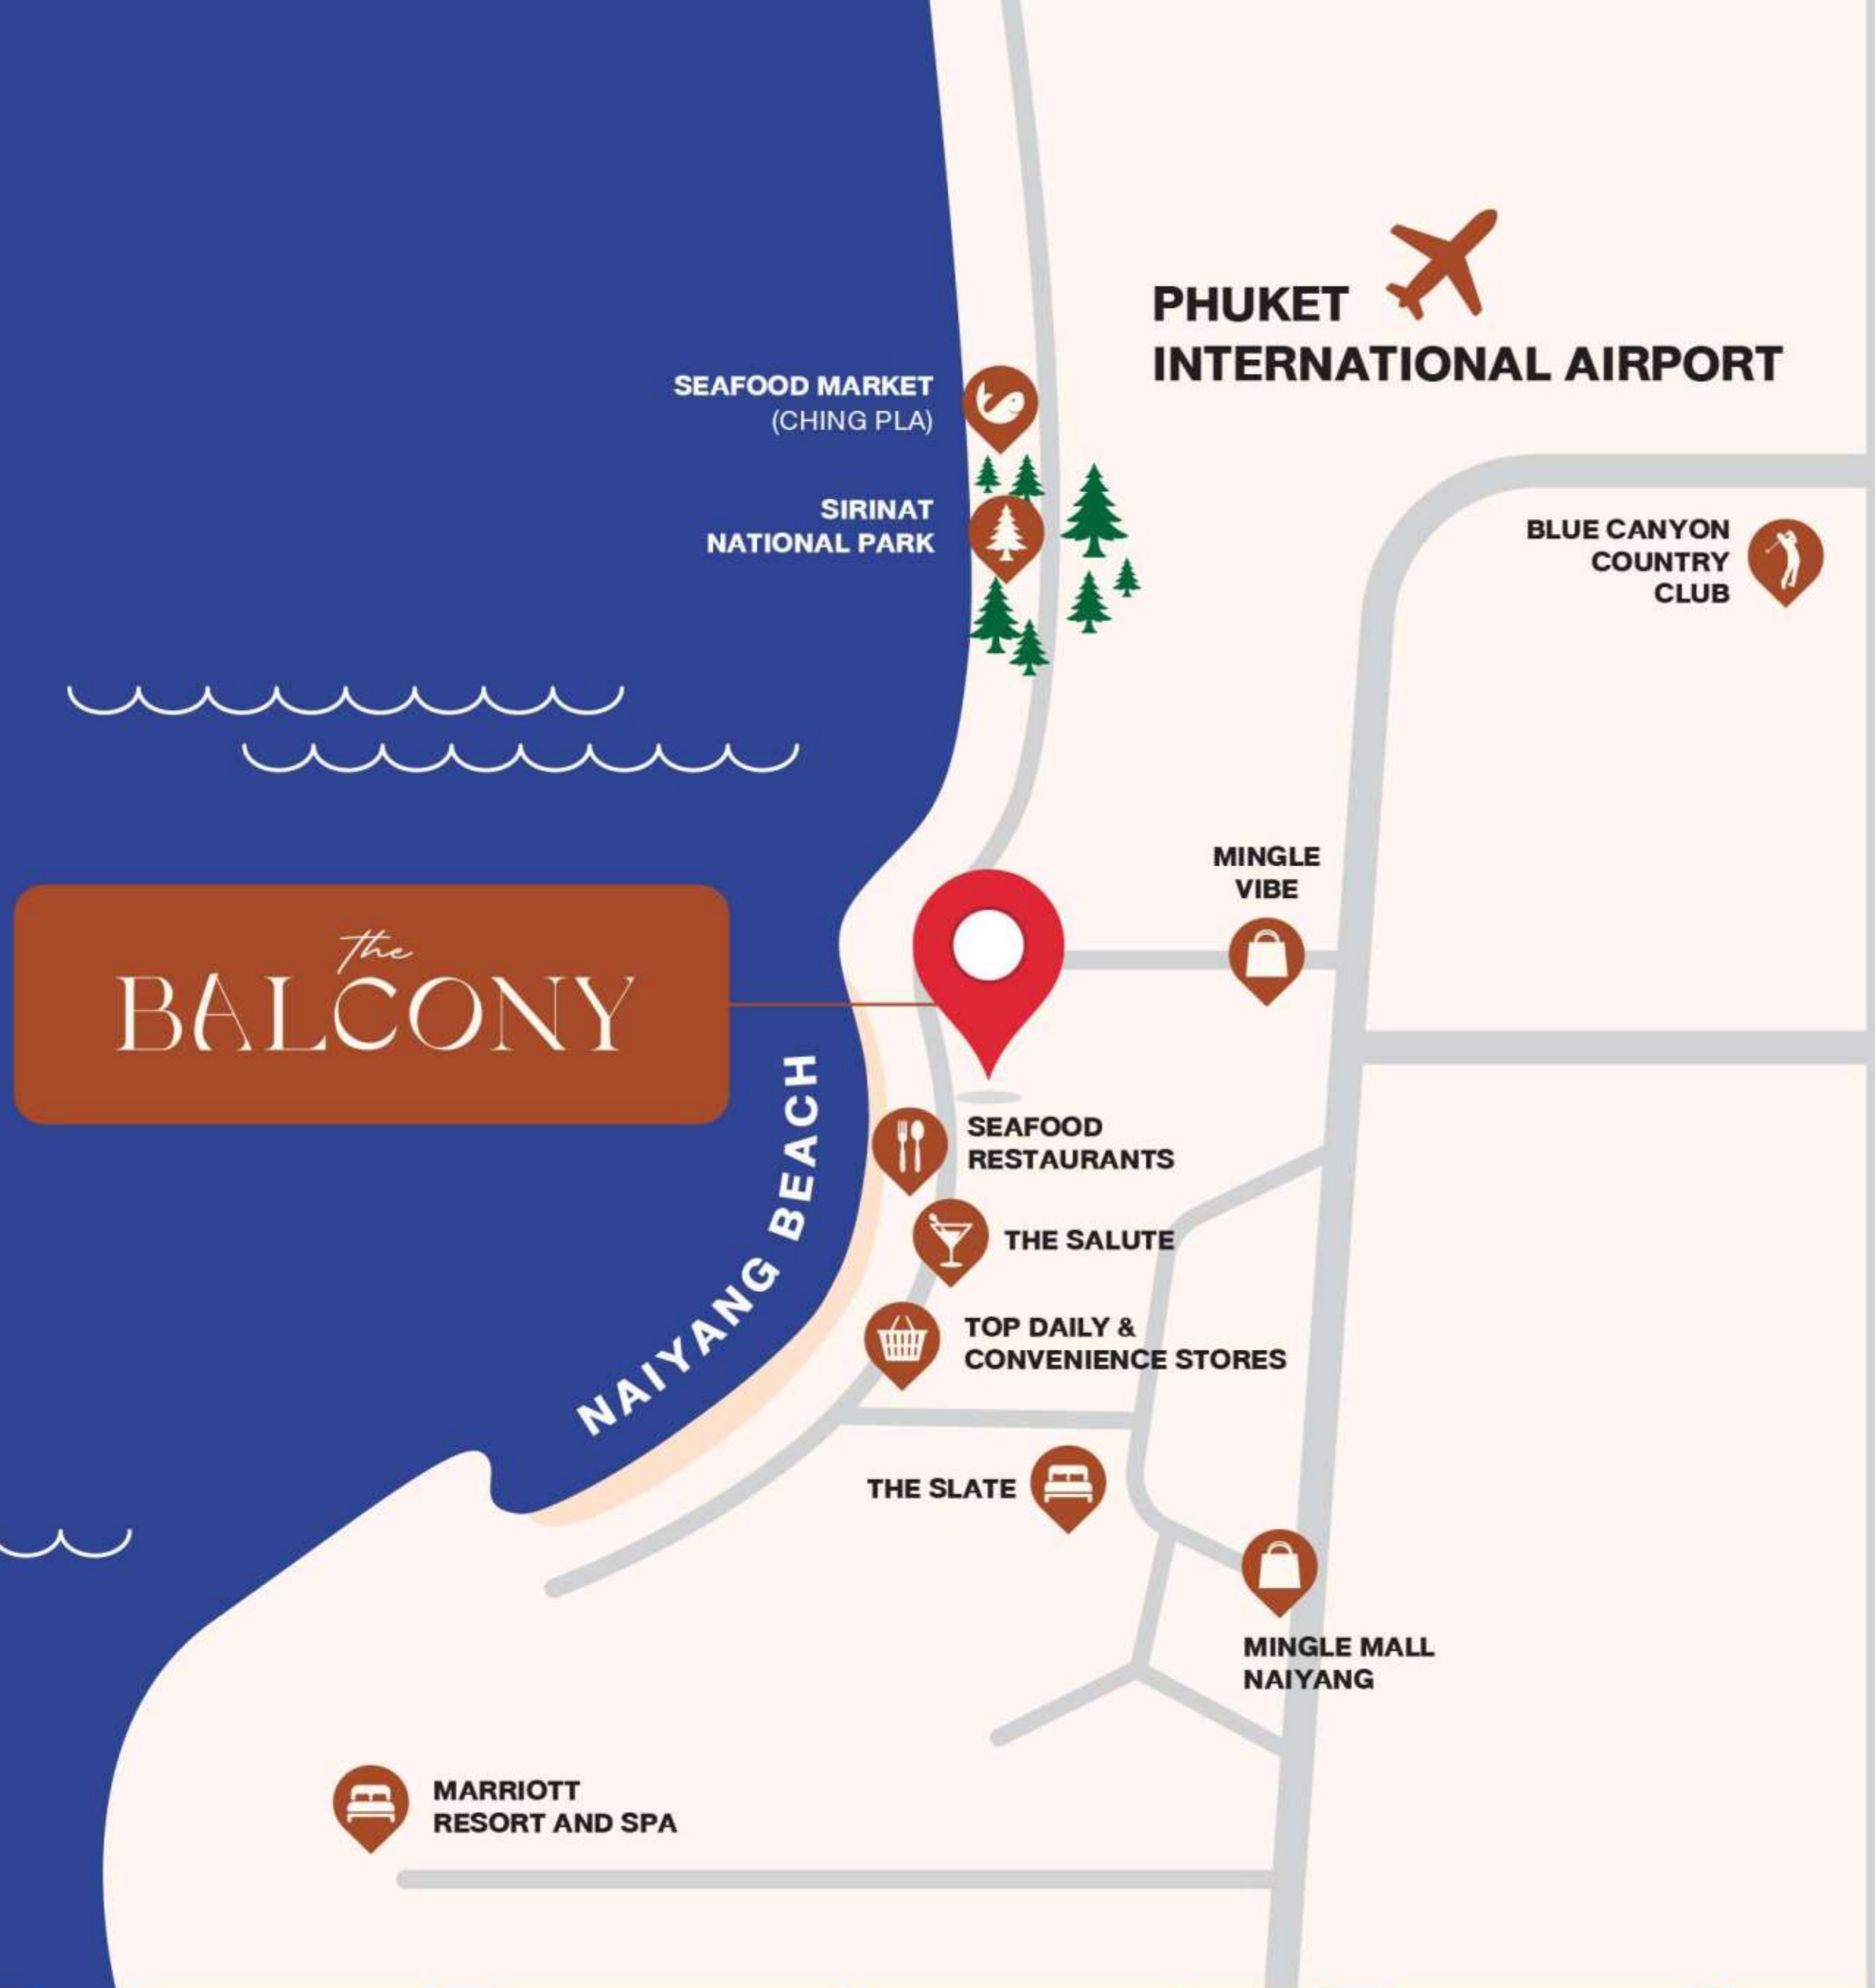 PHUKET
INTERNATIONAL AIRPORT
SEAFOOD MARKET
(CHING PLA)
SIRINAT
NATIONAL PARK
BLUE CANYON
COUNTRY
CLUB
MINGLE
VIBE
the
BALCONY
NAIYANG BEACH
SEAFOOD
RESTAURANTS
THE SALUTE
TOP DAILY &
CONVENIENCE STORES
THE SLATE
MINGLE MALL
NAIYANG
MARRIOTT
RESORT AND SPA